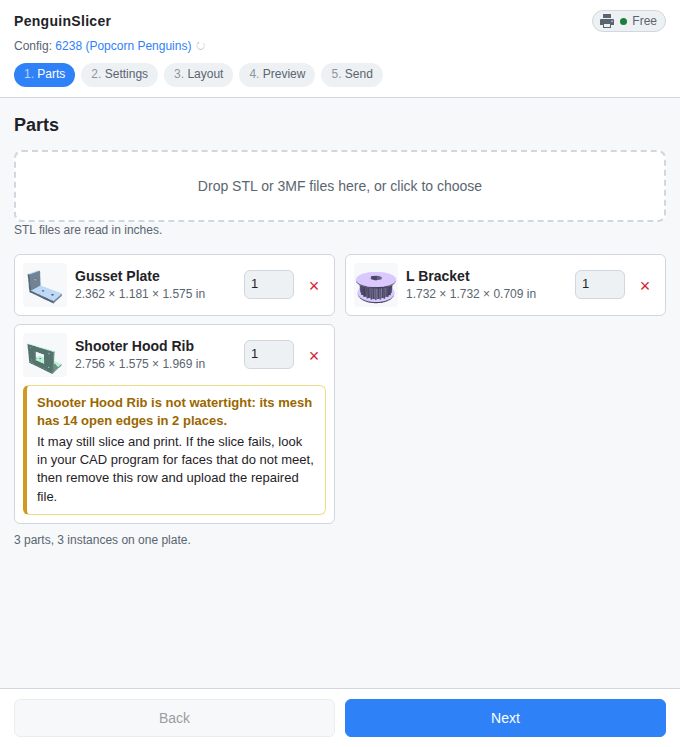 PenguinSlicer
Free
Config: 6238 (Popcorn Penguins)
1. Parts
2. Settings
3. Layout
4. Preview
5. Send
Parts
Drop STL or 3MF files here, or click to choose
STL files are read in inches.
Gusset Plate
2.362 × 1.181 × 1.575 in
1
×
L Bracket
1.732 × 1.732 × 0.709 in
1
×
Shooter Hood Rib
2.756 × 1.575 × 1.969 in
1
×
Shooter Hood Rib is not watertight: its mesh
has 14 open edges in 2 places.
It may still slice and print. If the slice fails, look
in your CAD program for faces that do not meet,
then remove this row and upload the repaired
file.
3 parts, 3 instances on one plate.
Back
Next